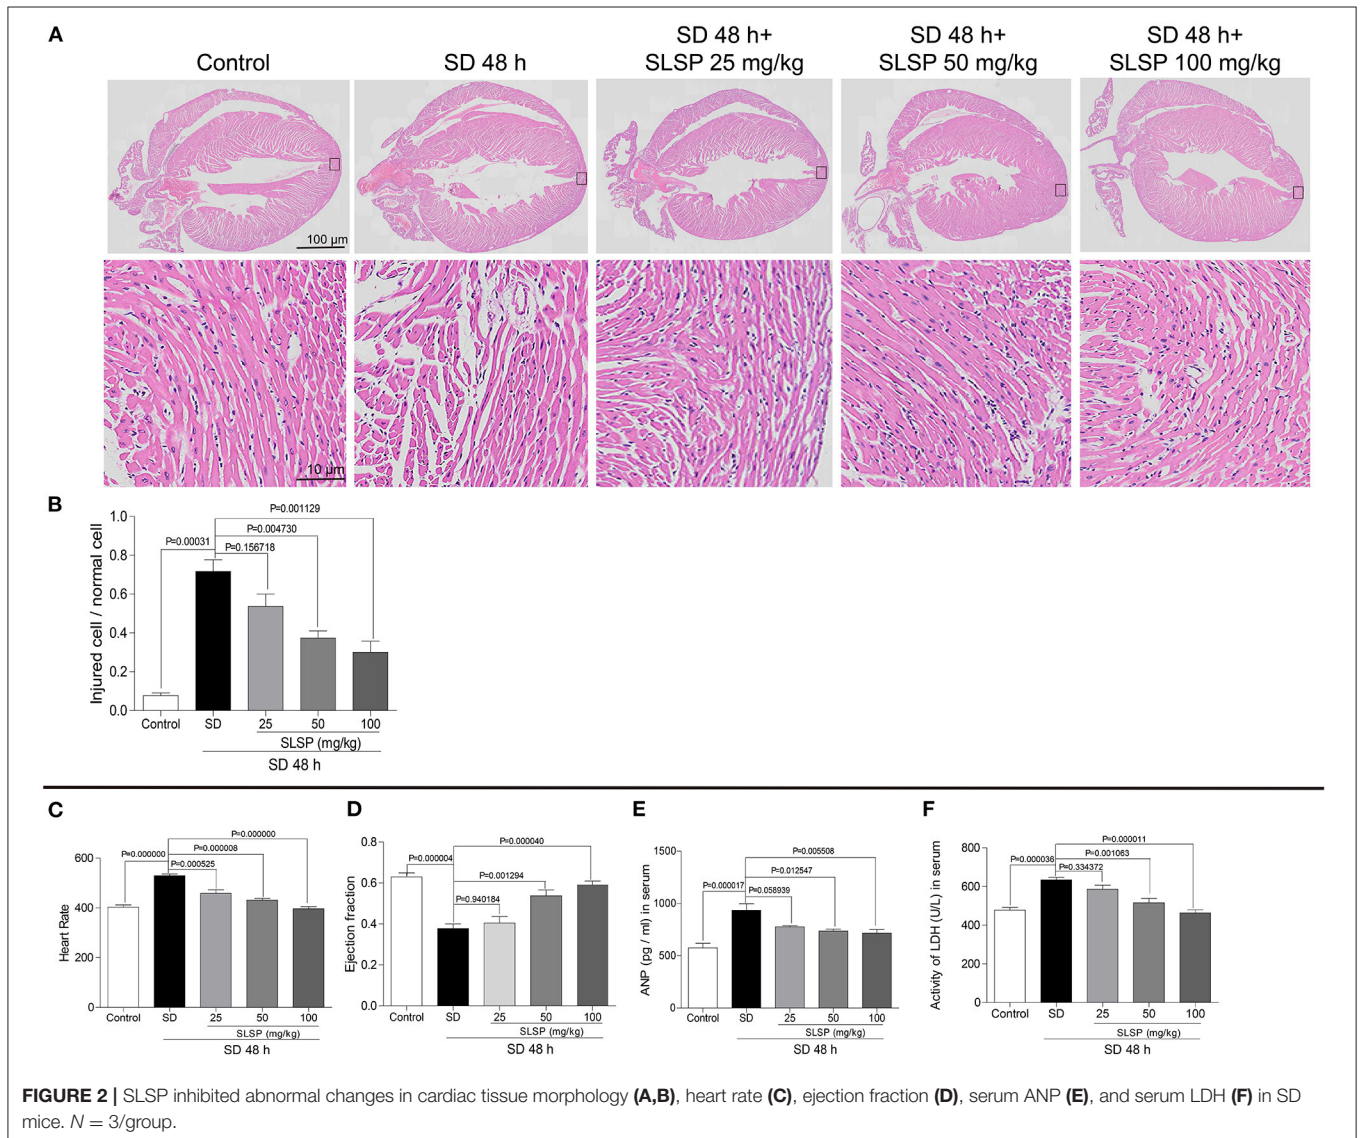 A
Control
SD 48 h
SD 48 h+
SLSP 25 mg/kg
SD 48 h+
SLSP 50 mg/kg
SD 48 h+
SLSP 100 mg/kg
100 µm
10 µm
B
Injured cell / normal cell
1.0
0.8
0.6
0.4
0.2
0.0
P=0.001129
P=0.004730
P=0.00031
P=0.156718
Control
SD
25
50
100
SLSP (mg/kg)
SD 48 h
C
Heart Rate
600
400
200
0
P=0.000000
P=0.000008
P=0.000000
P=0.000525
Control
SD
25
50
100
SLSP (mg/kg)
SD 48 h
D
Ejection fraction
0.8
0.6
0.4
0.2
0.0
P=0.000040
P=0.000004
P=0.001294
P=0.940184
Control
SD
25
50
100
SLSP (mg/kg)
SD 48 h
E
ANP (pg / ml) in serum
1500
1000
500
0
P=0.005508
P=0.012547
P=0.000017
P=0.058939
Control
SD
25
50
100
SLSP (mg/kg)
SD 48 h
F
Activity of LDH (U/L) in serum
800
600
400
200
0
P=0.000011
P=0.001063
P=0.000036
P=0.334372
Control
SD
25
50
100
SLSP (mg/kg)
SD 48 h
FIGURE 2 | SLSP inhibited abnormal changes in cardiac tissue morphology (A,B), heart rate (C), ejection fraction (D), serum ANP (E), and serum LDH (F) in SD
mice. N = 3/group.